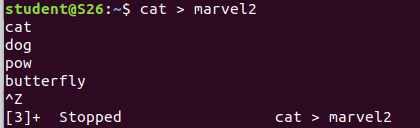 student@S26:~$ cat > marvel2
cat
dog
pow
butterfly
^Z
[3]+  Stopped                 cat > marvel2